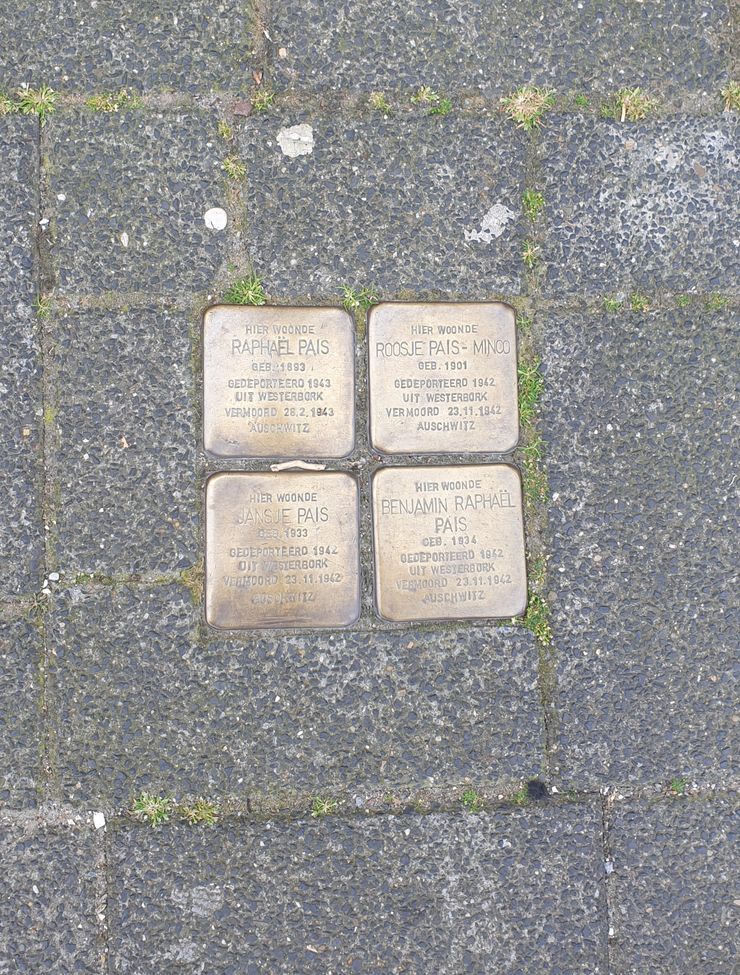 HIER WOONDE
RAPHAËL PAIS
GEB. 1893
GEDEPORTEERD 1943
UIT WESTERBORK
VERMOORD 28.2.1943
AUSCHWITZ
HIER WOONDE
ROOSJE PAIS - MINCO
GEB. 1901
GEDEPORTEERD 1942
UIT WESTERBORK
VERMOORD 23.11.1942
AUSCHWITZ
HIER WOONDE
JANSJE PAIS
GEB. 1933
GEDEPORTEERD 1942
UIT WESTERBORK
VERMOORD 23.11.1942
AUSCHWITZ
HIER WOONDE
BENJAMIN RAPHAËL
PAIS
GEB. 1934
GEDEPORTEERD 1942
UIT WESTERBORK
VERMOORD 23.11.1942
AUSCHWITZ